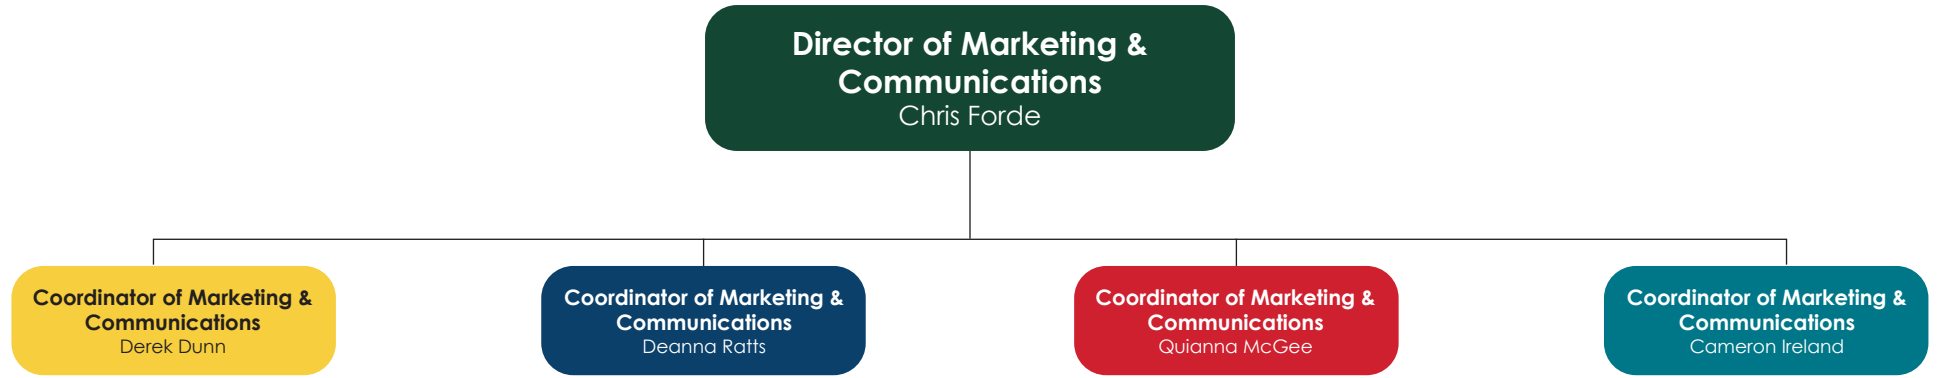 Director of Marketing &
Communications
Chris Forde
Coordinator of Marketing &
Communications
Derek Dunn
Coordinator of Marketing &
Communications
Deanna Ratts
Coordinator of Marketing &
Communications
Quianna McGee
Coordinator of Marketing &
Communications
Cameron Ireland